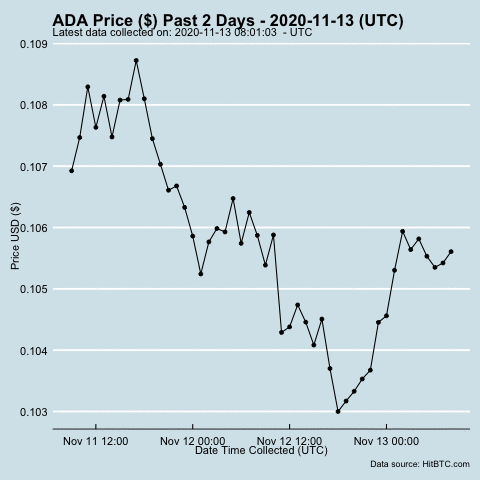 ADA Price ($) Past 2 Days - 2020-11-13 (UTC)
Latest data collected on: 2020-11-13 08:01:03 - UTC
0.109
0.108
0.107
0.106
0.105
0.104
0.103
Price USD ($)
Nov 11 12:00
Nov 12 00:00
Nov 12 12:00
Nov 13 00:00
Date Time Collected (UTC)
Data source: HitBTC.com